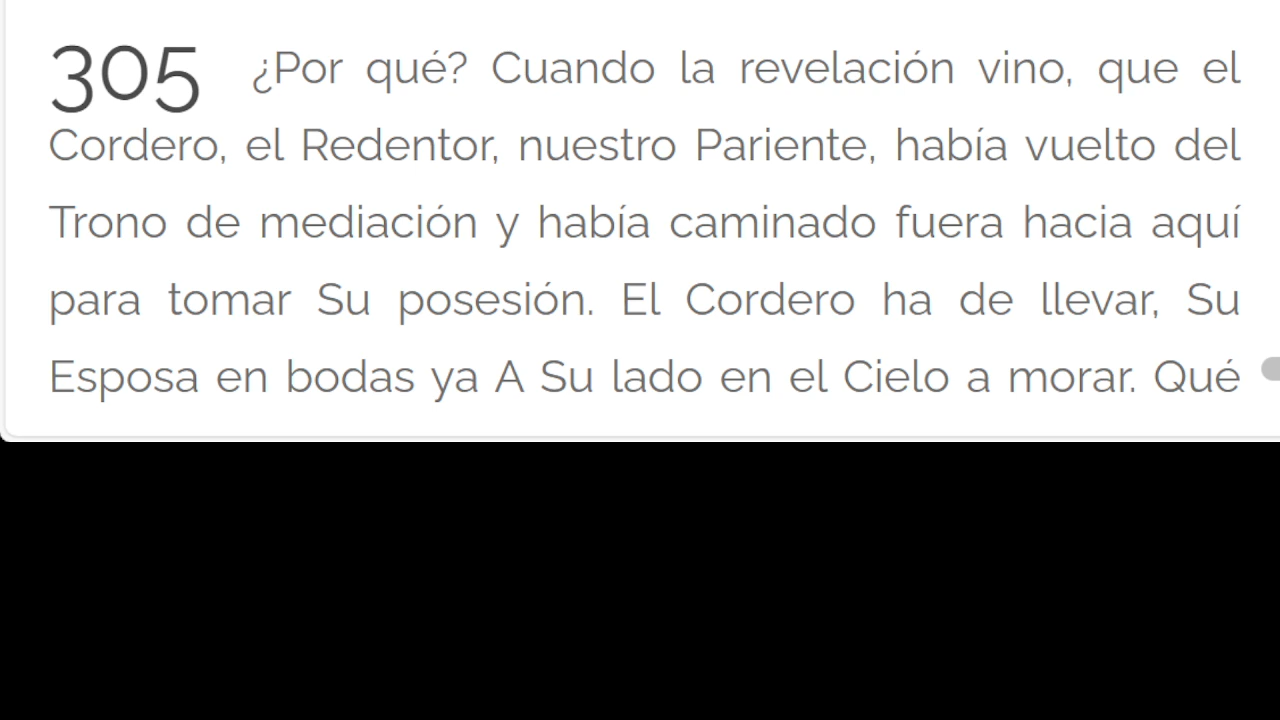 305 ¿Por qué? Cuando la revelación vino, que el
Cordero, el Redentor, nuestro Pariente, había vuelto del
Trono de mediación y había caminado fuera hacia aquí
para tomar Su posesión. El Cordero ha de llevar, Su
Esposa en bodas ya A Su lado en el Cielo a morar. Qué